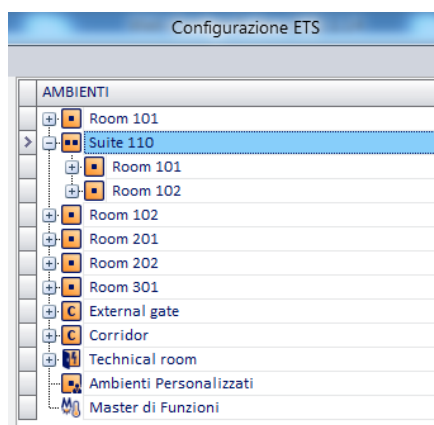 Configurazione ETS
AMBIENTI
Room 101
Suite 110
Room 101
Room 102
Room 102
Room 201
Room 202
Room 301
C External gate
C Corridor
Technical room
Ambienti Personalizzati
Master di Funzioni